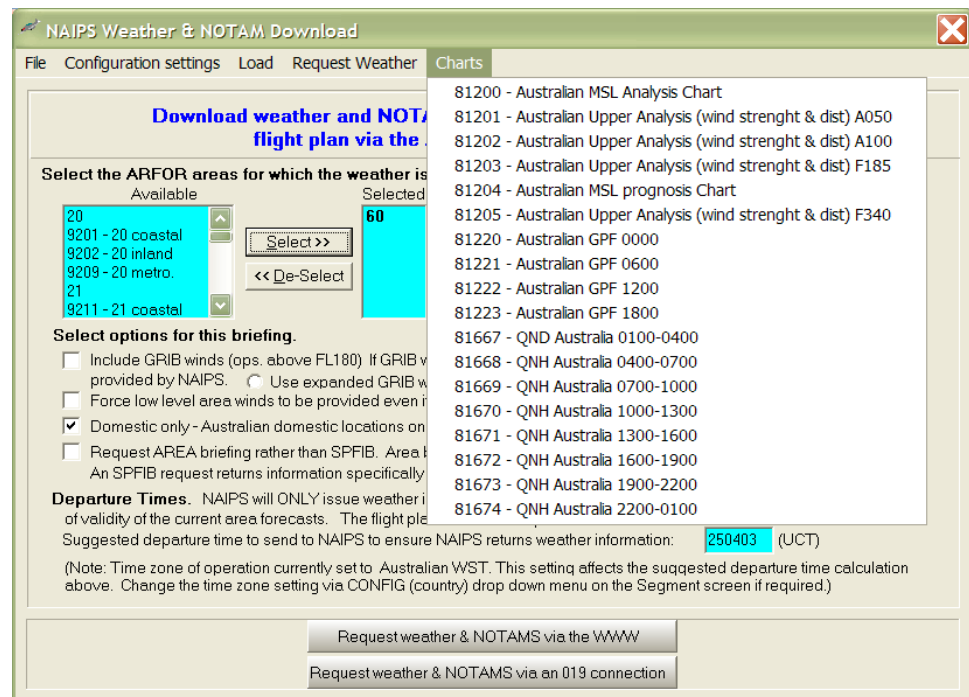 NAIPS Weather & NOTAM Download
File Configuration settings Load Request Weather Charts
81200 - Australian MSL Analysis Chart
81201 - Australian Upper Analysis (wind strenght & dist) A050
81202 - Australian Upper Analysis (wind strenght & dist) A100
81203 - Australian Upper Analysis (wind strenght & dist) F185
81204 - Australian MSL prognosis Chart
81205 - Australian Upper Analysis (wind strenght & dist) F340
81220 - Australian GPF 0000
81221 - Australian GPF 0600
81222 - Australian GPF 1200
81223 - Australian GPF 1800
81667 - QND Australia 0100-0400
81668 - QNH Australia 0400-0700
81669 - QNH Australia 0700-1000
81670 - QNH Australia 1000-1300
81671 - QNH Australia 1300-1600
81672 - QNH Australia 1600-1900
81673 - QNH Australia 1900-2200
81674 - QNH Australia 2200-0100
Download weather and
flight plan via the
Select the ARFOR areas for which the weather is
Available Selected
20
9201 - 20 coastal
9202 - 20 inland
9209 - 20 metro.
21
9211 - 21 coastal
Select >>
<< De-Select
60
Select options for this briefing.
Include GRIB winds (ops. above FL180) If GRIB
provided by NAIPS. Use expanded GRIB
Force low level area winds to be provided even
Domestic only - Australian domestic locations
Request AREA briefing rather than SPFIB. Area
An SPFIB request returns information specifically
Departure Times. NAIPS will ONLY issue weather
of validity of the current area forecasts. The flight
Suggested departure time to send to NAIPS to ensure NAIPS returns weather information: 250403 (UCT)
(Note: Time zone of operation currently set to Australian WST. This setting affects the suggested departure time calculation
above. Change the time zone setting via CONFIG (country) drop down menu on the Segment screen if required.)
Request weather & NOTAMS via the WWW
Request weather & NOTAMS via an 019 connection